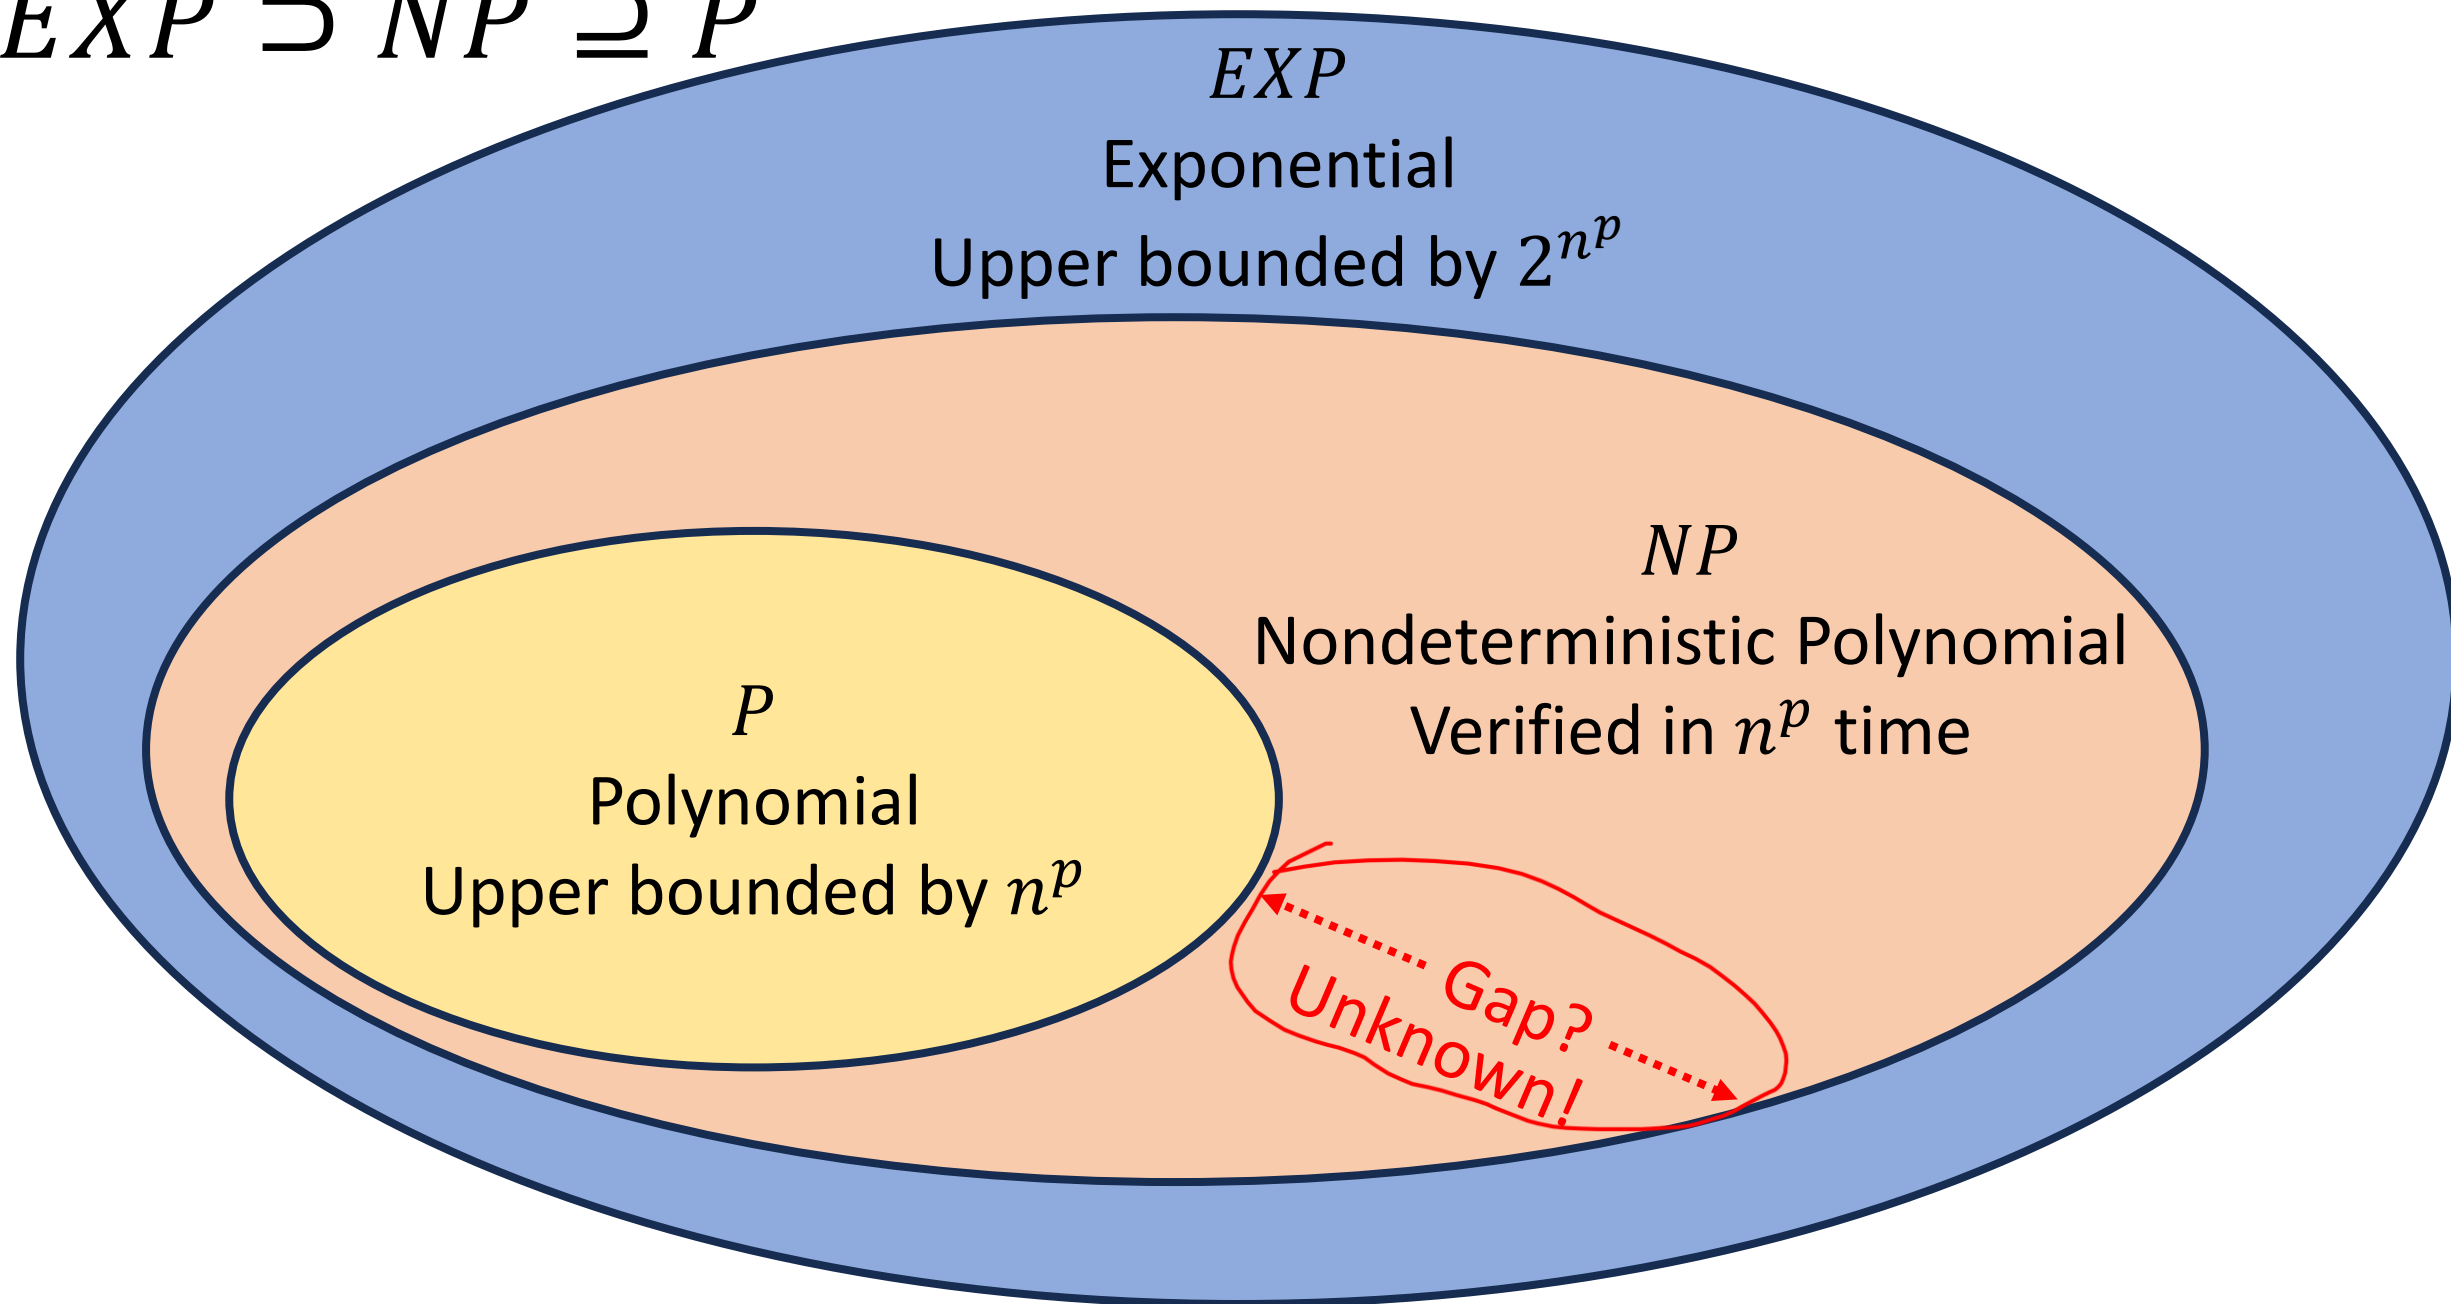 EXP ⊃ NP ⊇ P
EXP
Exponential
Upper bounded by 2^{n^p}
NP
Nondeterministic Polynomial
Verified in n^p time
P
Polynomial
Upper bounded by n^p
Gap?
Unknown!